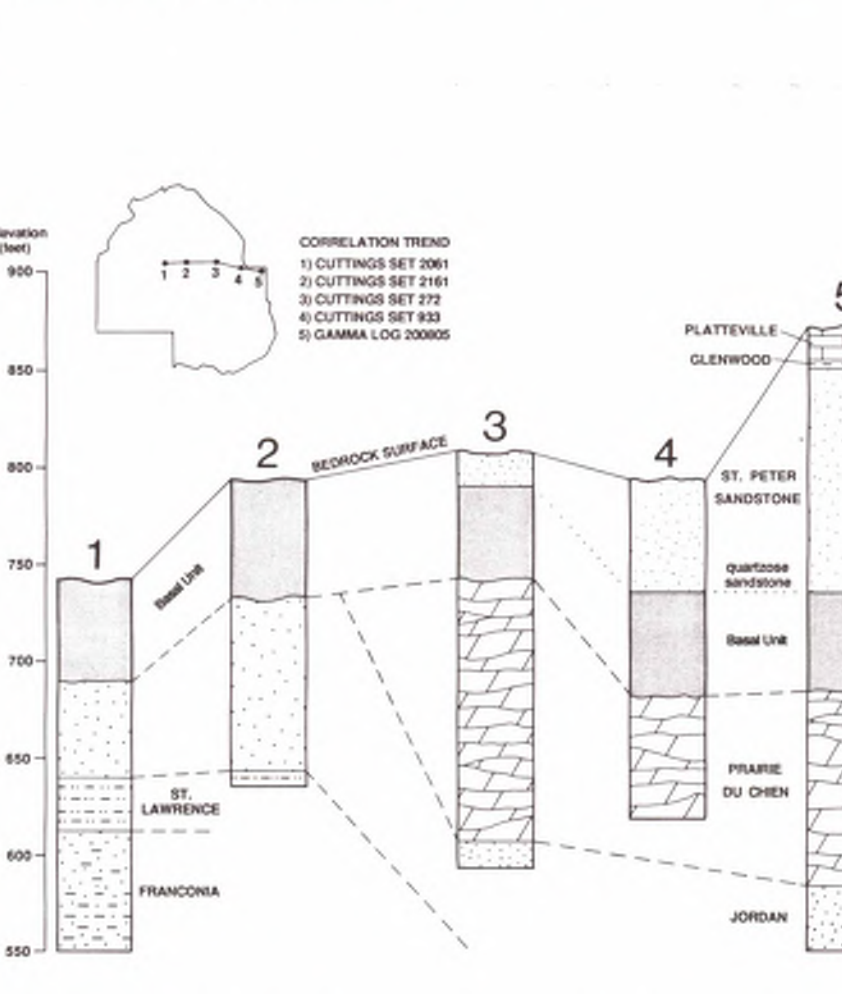 levation
(feet)
900
850
800
750
700
650
600
550
1 2 3 4 5
CORRELATION TREND
1) CUTTINGS SET 2061
2) CUTTINGS SET 2161
3) CUTTINGS SET 272
4) CUTTINGS SET 933
5) GAMMA LOG 200805
1
2
3
4
5
BEDROCK SURFACE
Basal Unit
PLATTEVILLE
GLENWOOD
ST. PETER
SANDSTONE
quartzose
sandstone
Basal Unit
PRAIRIE
DU CHIEN
JORDAN
ST.
LAWRENCE
FRANCONIA